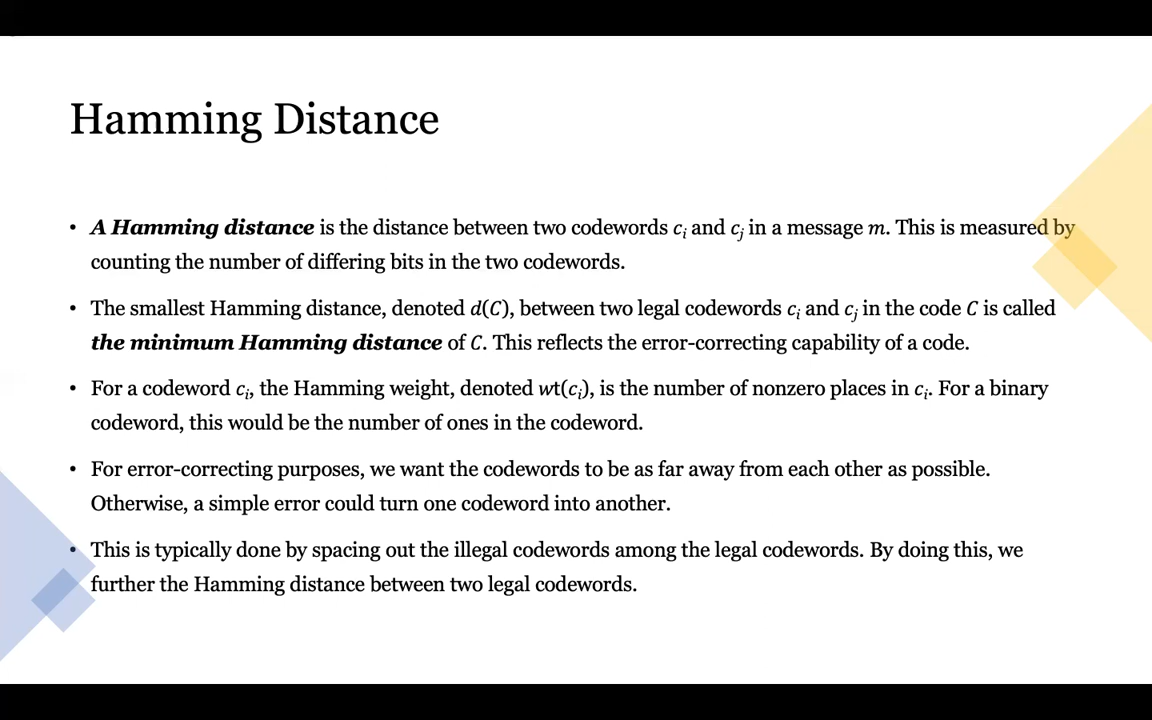 Hamming Distance
• A Hamming distance is the distance between two codewords cᵢ and cⱼ in a message m. This is measured by
counting the number of differing bits in the two codewords.
• The smallest Hamming distance, denoted d(C), between two legal codewords cᵢ and cⱼ in the code C is called
the minimum Hamming distance of C. This reflects the error-correcting capability of a code.
• For a codeword cᵢ, the Hamming weight, denoted wt(cᵢ), is the number of nonzero places in cᵢ. For a binary
codeword, this would be the number of ones in the codeword.
• For error-correcting purposes, we want the codewords to be as far away from each other as possible.
Otherwise, a simple error could turn one codeword into another.
• This is typically done by spacing out the illegal codewords among the legal codewords. By doing this, we
further the Hamming distance between two legal codewords.